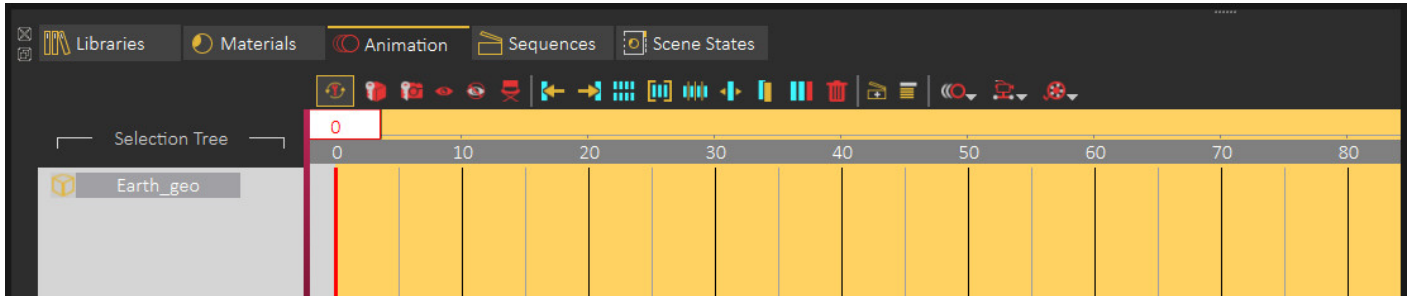 Libraries Materials Animation Sequences Scene States
Selection Tree
0
0 10 20 30 40 50 60 70 80
Earth_geo